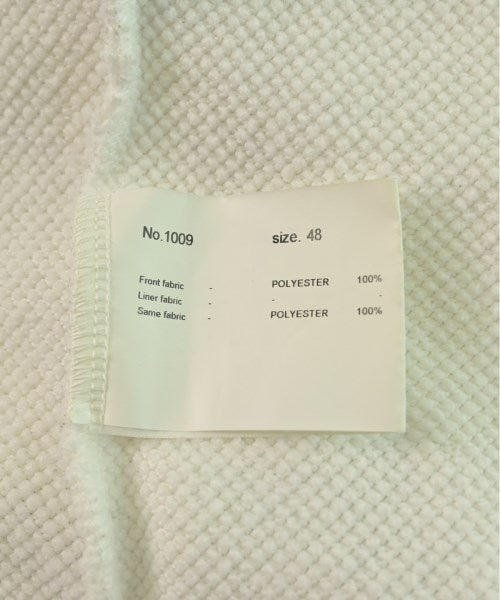 No.1009 size. 48
Front fabric - POLYESTER 100%
Liner fabric - - -
Same fabric - POLYESTER 100%